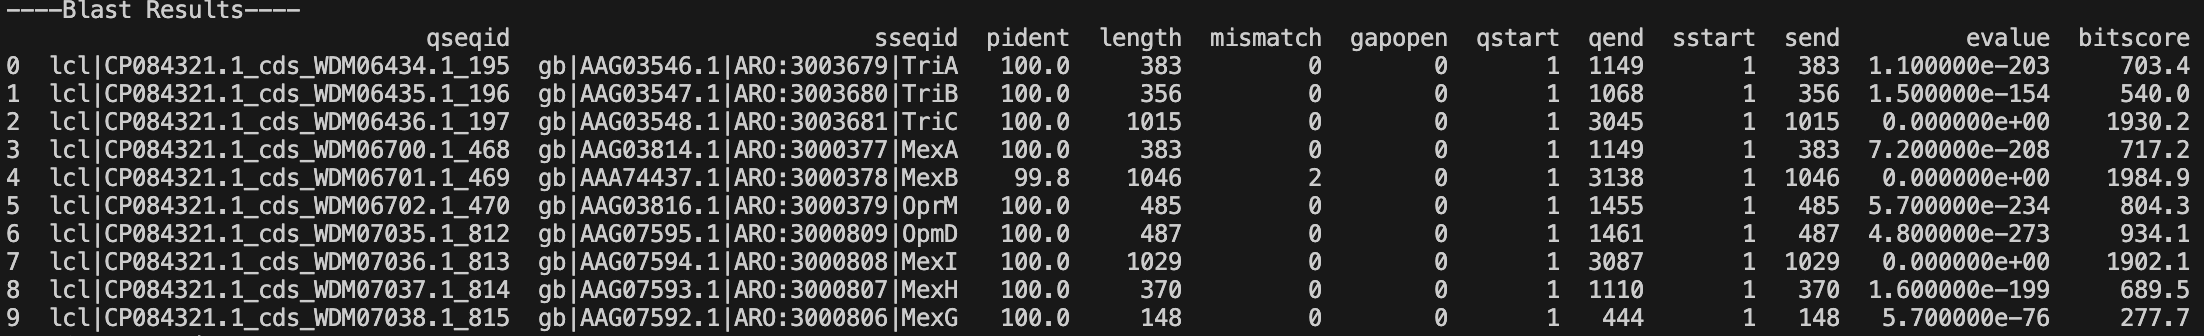 ----Blast Results----
qseqid sseqid pident length mismatch gapopen qstart qend sstart send evalue bitscore
0 lcl|CP084321.1_cds_WDM06434.1_195 gb|AAG03546.1|ARO:3003679|TriA 100.0 383 0 0 1 1149 1 383 1.100000e-203 703.4
1 lcl|CP084321.1_cds_WDM06435.1_196 gb|AAG03547.1|ARO:3003680|TriB 100.0 356 0 0 1 1068 1 356 1.500000e-154 540.0
2 lcl|CP084321.1_cds_WDM06436.1_197 gb|AAG03548.1|ARO:3003681|TriC 100.0 1015 0 0 1 3045 1 1015 0.000000e+00 1930.2
3 lcl|CP084321.1_cds_WDM06700.1_468 gb|AAG03814.1|ARO:3000377|MexA 100.0 383 0 0 1 1149 1 383 7.200000e-208 717.2
4 lcl|CP084321.1_cds_WDM06701.1_469 gb|AAA74437.1|ARO:3000378|MexB 99.8 1046 2 0 1 3138 1 1046 0.000000e+00 1984.9
5 lcl|CP084321.1_cds_WDM06702.1_470 gb|AAG03816.1|ARO:3000379|OprM 100.0 485 0 0 1 1455 1 485 5.700000e-234 804.3
6 lcl|CP084321.1_cds_WDM07035.1_812 gb|AAG07595.1|ARO:3000809|OpmD 100.0 487 0 0 1 1461 1 487 4.800000e-273 934.1
7 lcl|CP084321.1_cds_WDM07036.1_813 gb|AAG07594.1|ARO:3000808|MexI 100.0 1029 0 0 1 3087 1 1029 0.000000e+00 1902.1
8 lcl|CP084321.1_cds_WDM07037.1_814 gb|AAG07593.1|ARO:3000807|MexH 100.0 370 0 0 1 1110 1 370 1.600000e-199 689.5
9 lcl|CP084321.1_cds_WDM07038.1_815 gb|AAG07592.1|ARO:3000806|MexG 100.0 148 0 0 1 444 1 148 5.700000e-76 277.7